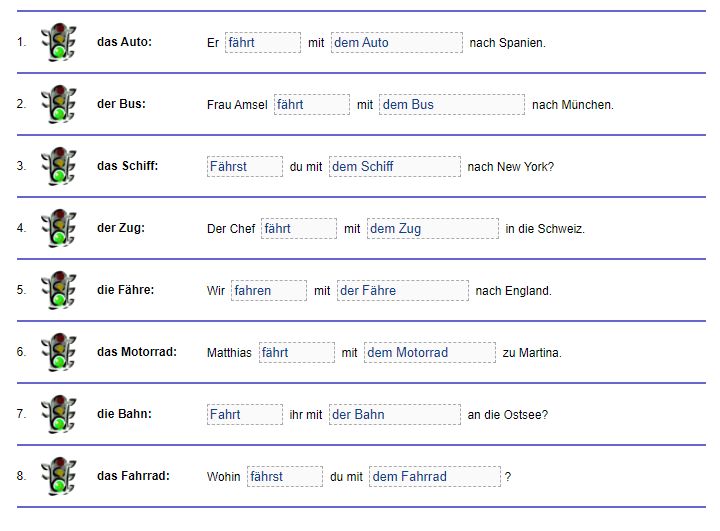 1. das Auto: Er fährt mit dem Auto nach Spanien.
2. der Bus: Frau Amsel fährt mit dem Bus nach München.
3. das Schiff: Fährst du mit dem Schiff nach New York?
4. der Zug: Der Chef fährt mit dem Zug in die Schweiz.
5. die Fähre: Wir fahren mit der Fähre nach England.
6. das Motorrad: Matthias fährt mit dem Motorrad zu Martina.
7. die Bahn: Fahrt ihr mit der Bahn an die Ostsee?
8. das Fahrrad: Wohin fährst du mit dem Fahrrad ?